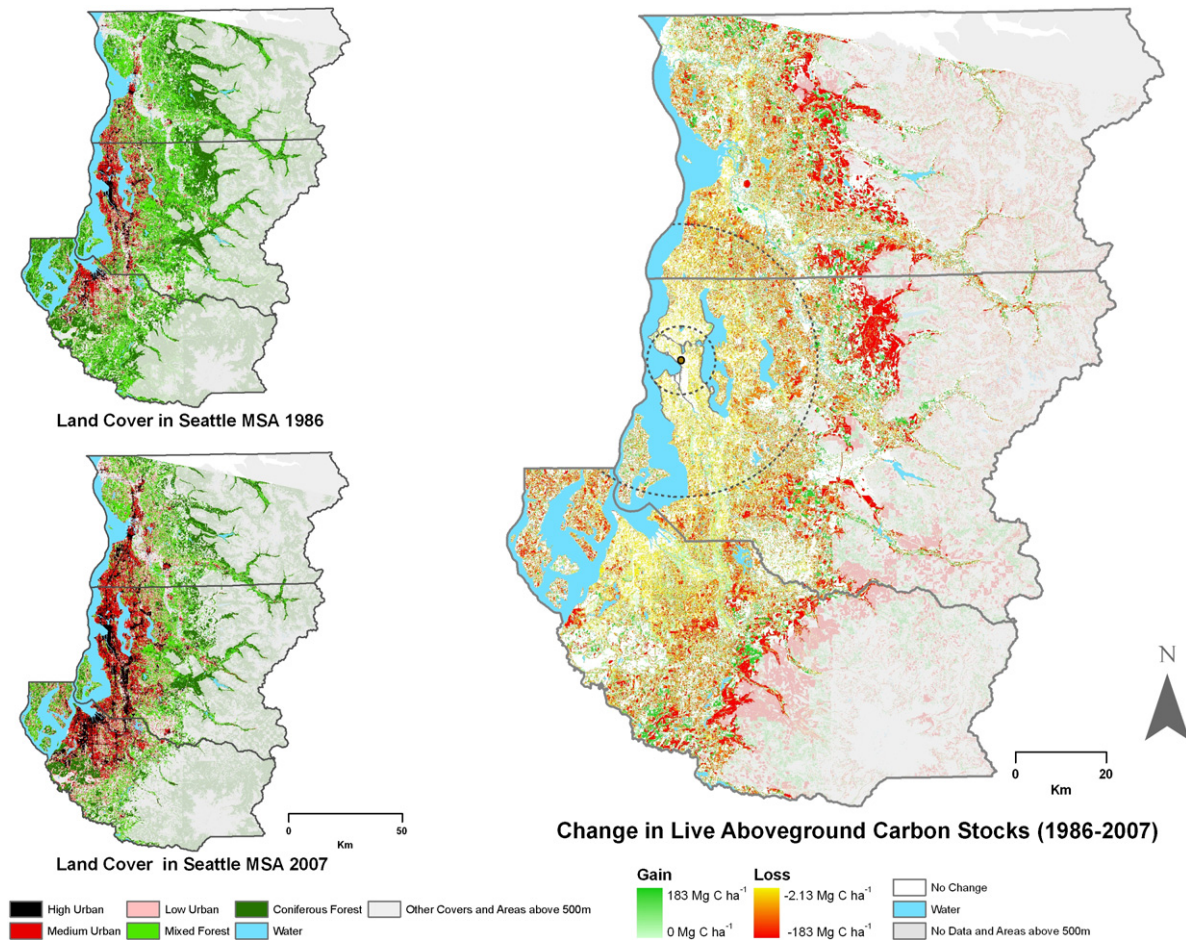 Land Cover in Seattle MSA 1986
Land Cover in Seattle MSA 2007
0 50
Km
High Urban
Low Urban
Coniferous Forest
Other Covers and Areas above 500m
Medium Urban
Mixed Forest
Water
N
0 20
Km
Change in Live Aboveground Carbon Stocks (1986-2007)
Gain
183 Mg C ha⁻¹
0 Mg C ha⁻¹
Loss
-2.13 Mg C ha⁻¹
-183 Mg C ha⁻¹
No Change
Water
No Data and Areas above 500m